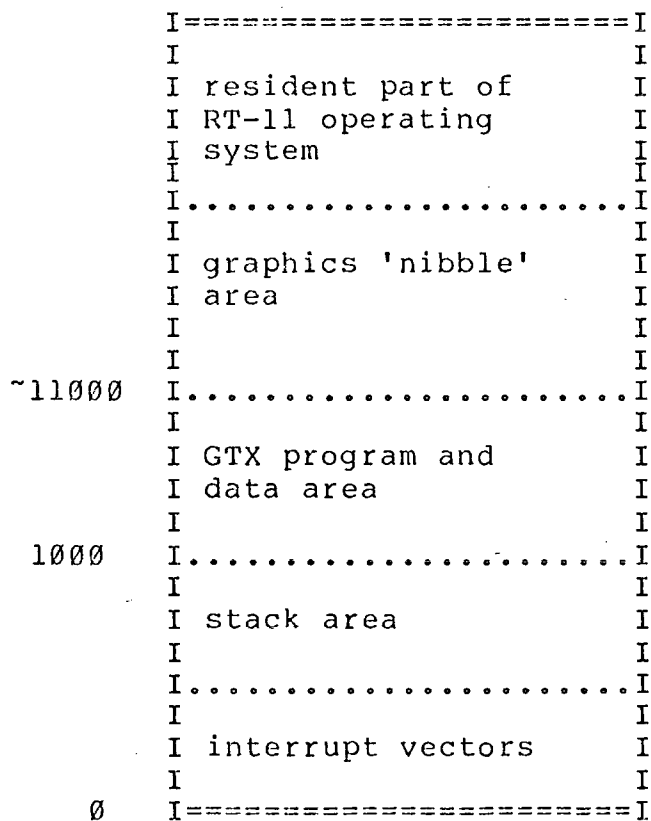 I=======================I
I I
I resident part of I
I RT-11 operating I
I system I
I I
I.......................I
I I
I graphics 'nibble' I
I area I
I I
I I
~11000 I.......................I
I I
I GTX program and I
I data area I
I I
1000 I.......................I
I I
I stack area I
I I
I.......................I
I I
I interrupt vectors I
I I
0 I=======================I